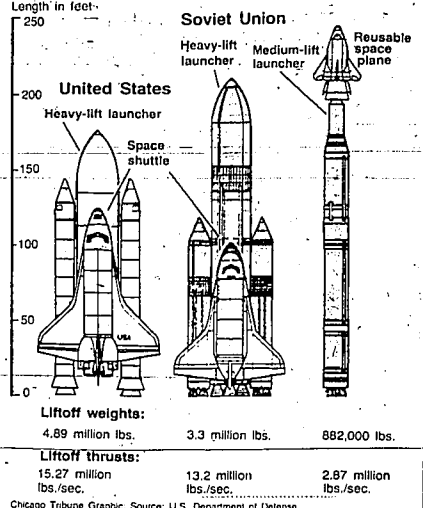 Length in feet
250
200
150
100
50
0
Soviet Union
United States
Heavy-lift launcher
Space
shuttle
Heavy-lift
launcher
Medium-lift
launcher
Reusable
space
plane
USA
Liftoff weights:
4.89 million lbs.
3.3 million lbs.
882,000 lbs.
Liftoff thrusts:
15.27 million
lbs./sec.
13.2 million
lbs./sec.
2.87 million
lbs./sec.
Chicago Tribune Graphic; Source: U.S. Department of Defense